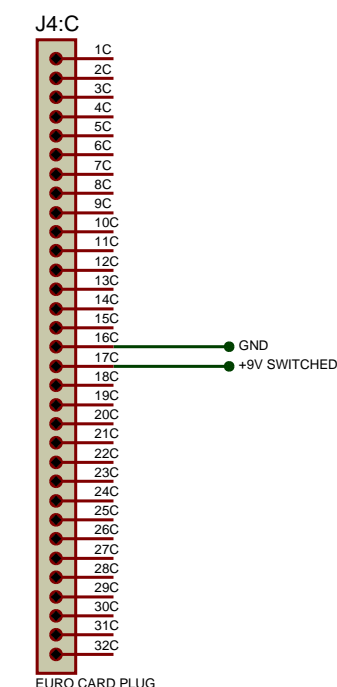 J4:C
1C
2C
3C
4C
5C
6C
7C
8C
9C
10C
11C
12C
13C
14C
15C
16C
GND
17C
+9V SWITCHED
18C
19C
20C
21C
22C
23C
24C
25C
26C
27C
28C
29C
30C
31C
32C
EURO CARD PLUG